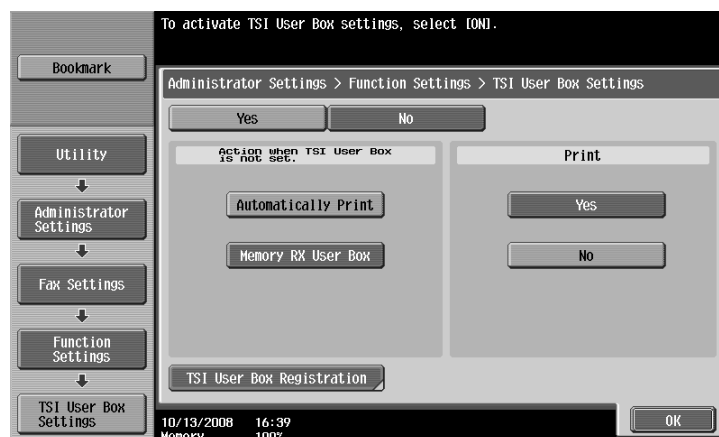 To activate TSI User Box settings, select [ON].
Bookmark
Administrator Settings > Function Settings > TSI User Box Settings
Yes
No
Utility
Administrator
Settings
Fax Settings
Function
Settings
TSI User Box
Settings
Action when TSI User Box
is not set.
Automatically Print
Memory RX User Box
Print
Yes
No
TSI User Box Registration
10/13/2008 16:39
Memory 100%
OK